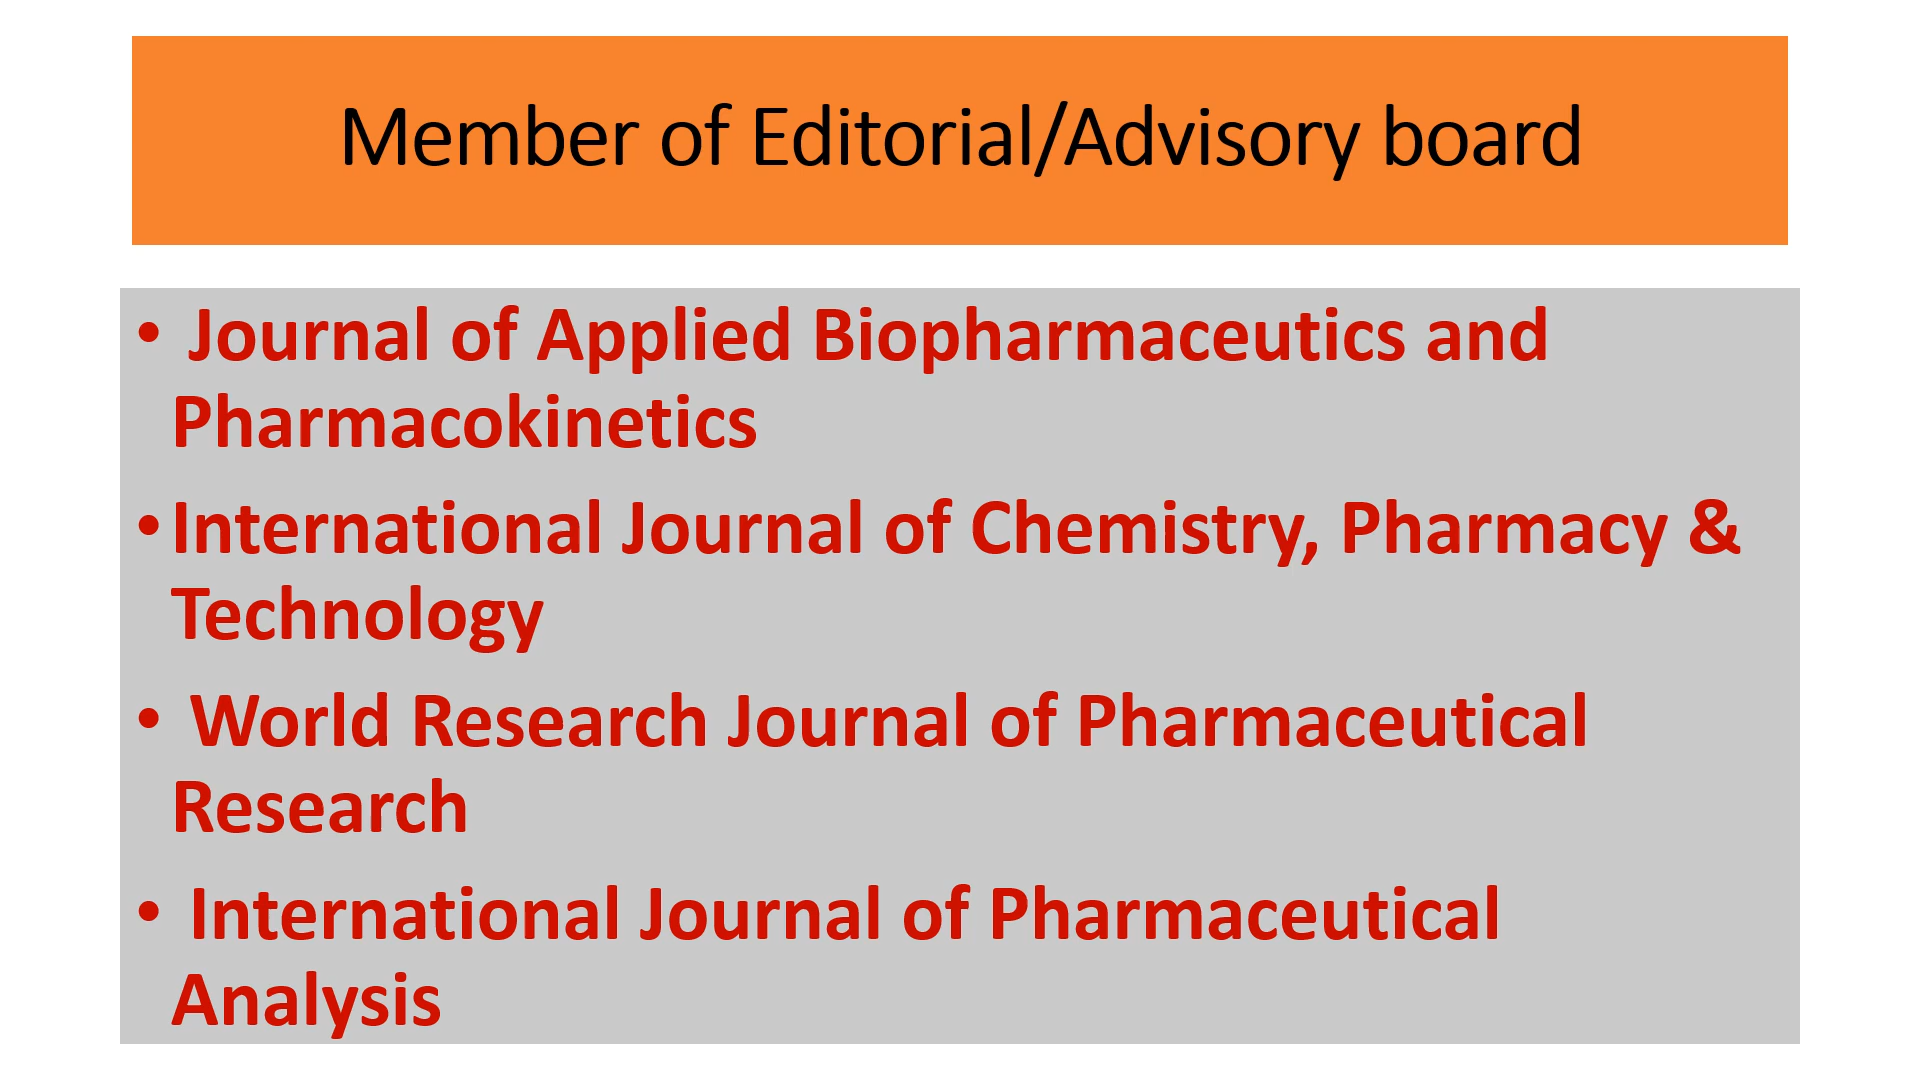 Member of Editorial/Advisory board
• Journal of Applied Biopharmaceutics and
Pharmacokinetics
• International Journal of Chemistry, Pharmacy &
Technology
• World Research Journal of Pharmaceutical
Research
• International Journal of Pharmaceutical
Analysis